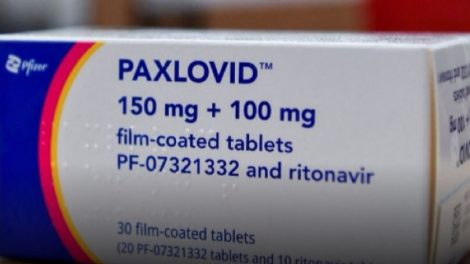 Pfizer
PAXLOVID™
150 mg + 100 mg
film-coated tablets
PF-07321332 and ritonavir
30 film-coated tablets
(20 PF-07321332 tablets and 10 ritonavir